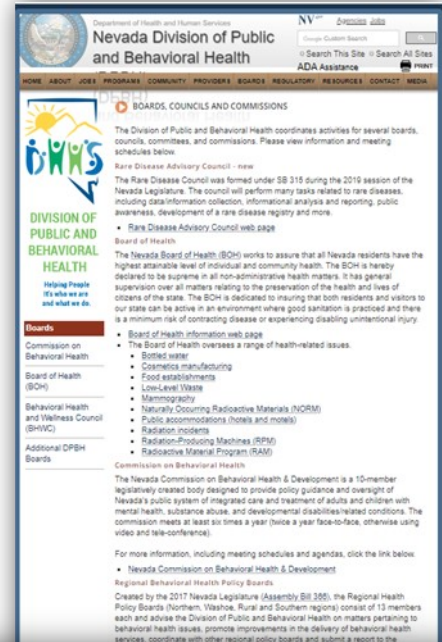 Department of Health and Human Services
Nevada Division of Public
and Behavioral Health
NV
Agencies Jobs
Google Custom Search
Search This Site Search All Sites
ADA Assistance PRINT
HOME ABOUT JOBS PROGRAMS COMMUNITY PROVIDERS BOARDS REGULATORY RESOURCES CONTACT MEDIA
DHHS
DIVISION OF
PUBLIC AND
BEHAVIORAL
HEALTH
Helping People
It's who we are
and what we do.
Boards
Commission on
Behavioral Health
Board of Health
(BOH)
Behavioral Health
and Wellness Council
(BHWC)
Additional DPBH
Boards
BOARDS, COUNCILS AND COMMISSIONS
The Division of Public and Behavioral Health coordinates activities for several boards,
councils, committees, and commissions. Please view information and meeting
schedules below.
Rare Disease Advisory Council - new
The Rare Disease Council was formed under SB 315 during the 2019 session of the
Nevada Legislature. The council will perform many tasks related to rare diseases,
including data/information collection, informational analysis and reporting, public
awareness, development of a rare disease registry and more.
• Rare Disease Advisory Council web page
Board of Health
The Nevada Board of Health (BOH) works to assure that all Nevada residents have the
highest attainable level of individual and community health. The BOH is hereby
declared to be supreme in all non-administrative health matters. It has general
supervision over all matters relating to the preservation of the health and lives of
citizens of the state. The BOH is dedicated to insuring that both residents and visitors to
our state can be active in an environment where good sanitation is practiced and there
is a minimum risk of contracting disease or experiencing disabling unintentional injury.
• Board of Health information web page
• The Board of Health oversees a range of health-related issues.
• Bottled water
• Cosmetics manufacturing
• Food establishments
• Low-Level Waste
• Mammography
• Naturally Occurring Radioactive Materials (NORM)
• Public accommodations (hotels and motels)
• Radiation incidents
• Radiation-Producing Machines (RPM)
• Radioactive Material Program (RAM)
Commission on Behavioral Health
The Nevada Commission on Behavioral Health & Development is a 10-member
legislatively created body designed to provide policy guidance and oversight of
Nevada's public system of integrated care and treatment of adults and children with
mental health, substance abuse, and developmental disabilities/related conditions. The
commission meets at least six times a year (twice a year face-to-face, otherwise using
video and tele-conference).
For more information, including meeting schedules and agendas, click the link below.
• Nevada Commission on Behavioral Health & Development
Regional Behavioral Health Policy Boards
Created by the 2017 Nevada Legislature (Assembly Bill 366), the Regional Health
Policy Boards (Northern, Washoe, Rural and Southern regions) consist of 13 members
each and advise the Division of Public and Behavioral Health on matters pertaining to
behavioral health issues, promote improvements in the delivery of behavioral health
services, coordinate with other regional policy boards and submit a report to the